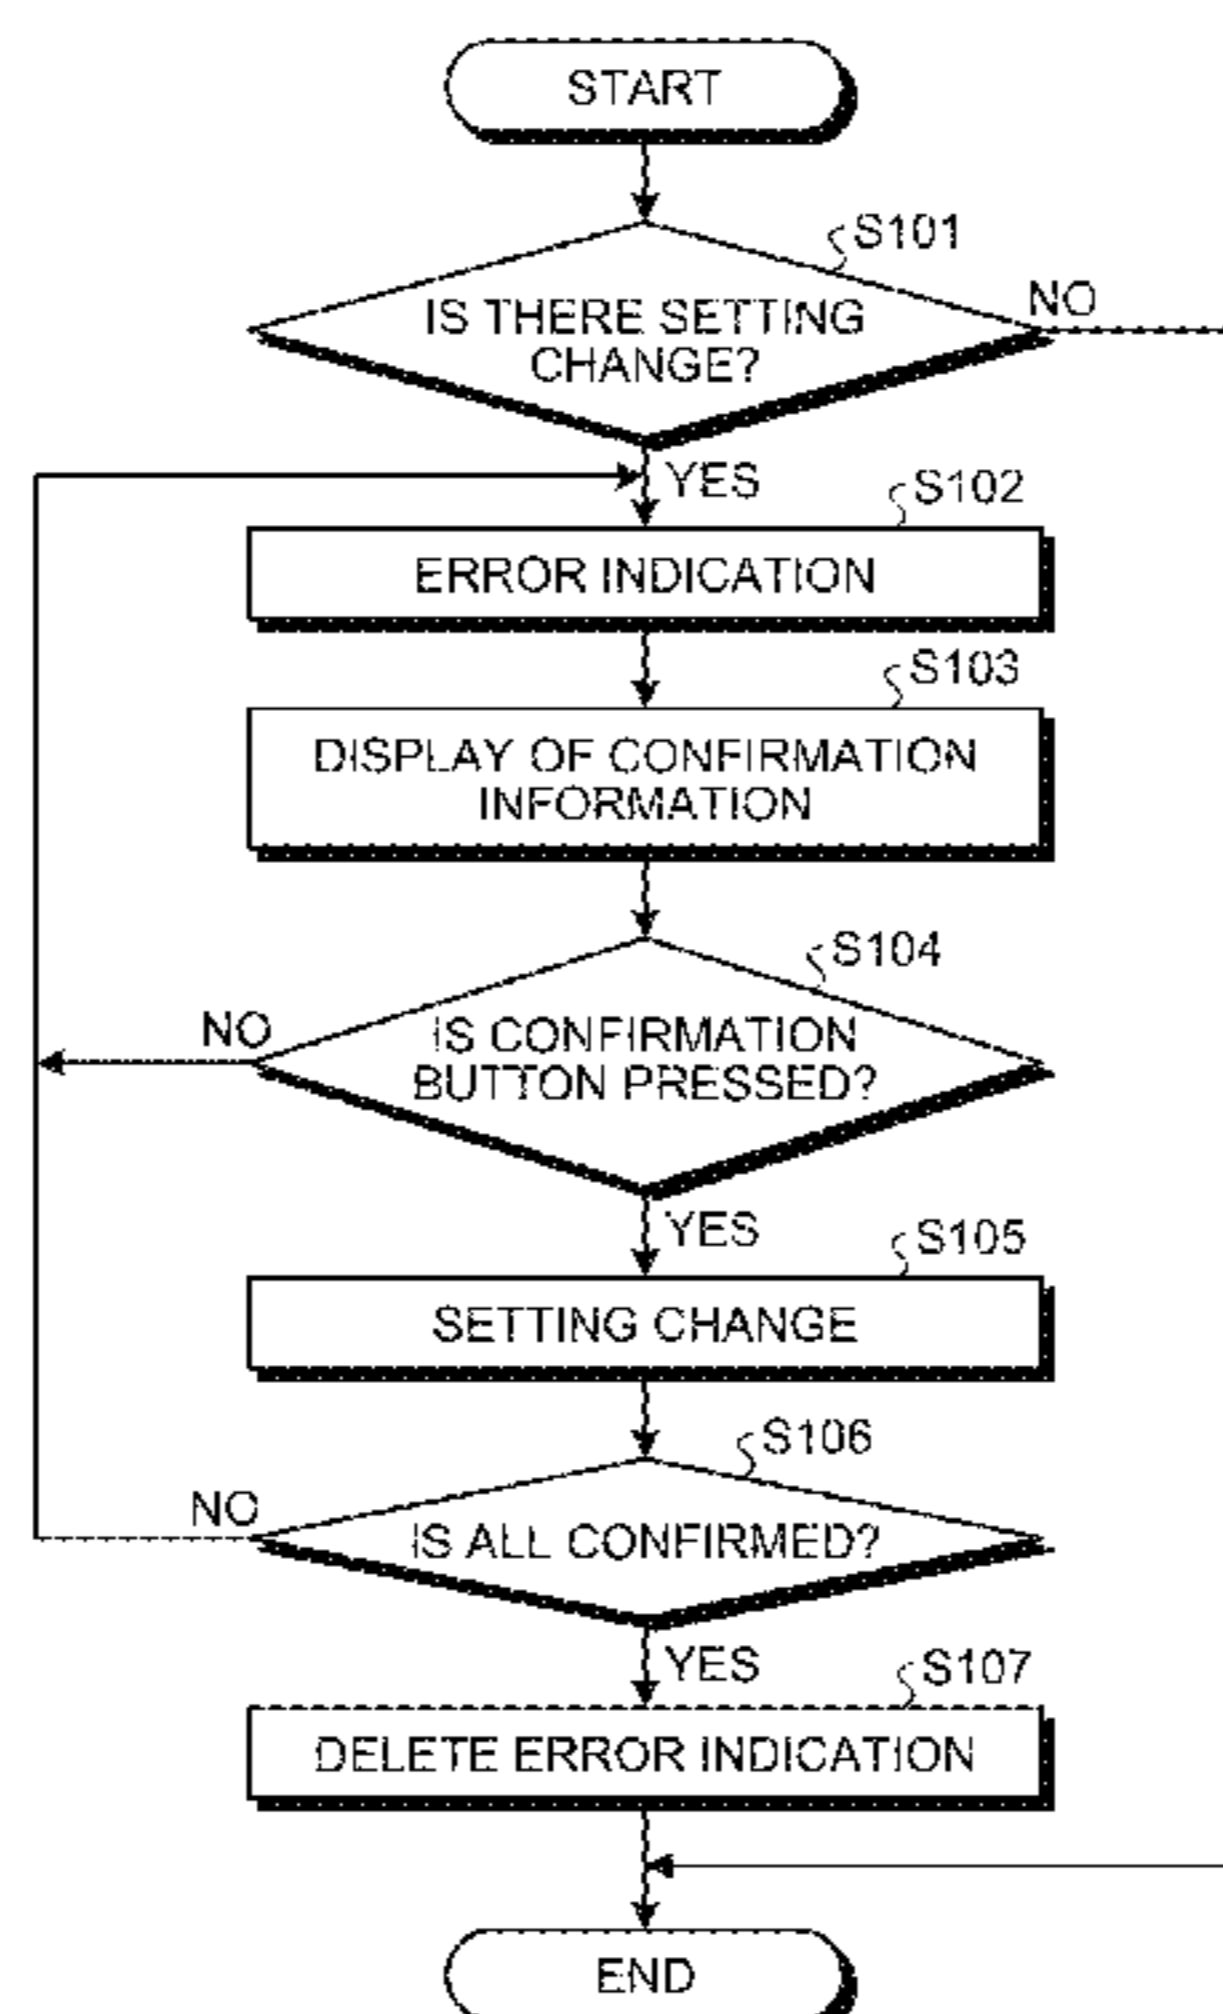 START
S101
IS THERE SETTING
CHANGE?
NO
YES
S102
ERROR INDICATION
S103
DISPLAY OF CONFIRMATION
INFORMATION
S104
NO
IS CONFIRMATION
BUTTON PRESSED?
YES
S105
SETTING CHANGE
S106
NO
IS ALL CONFIRMED?
YES
S107
DELETE ERROR INDICATION
END